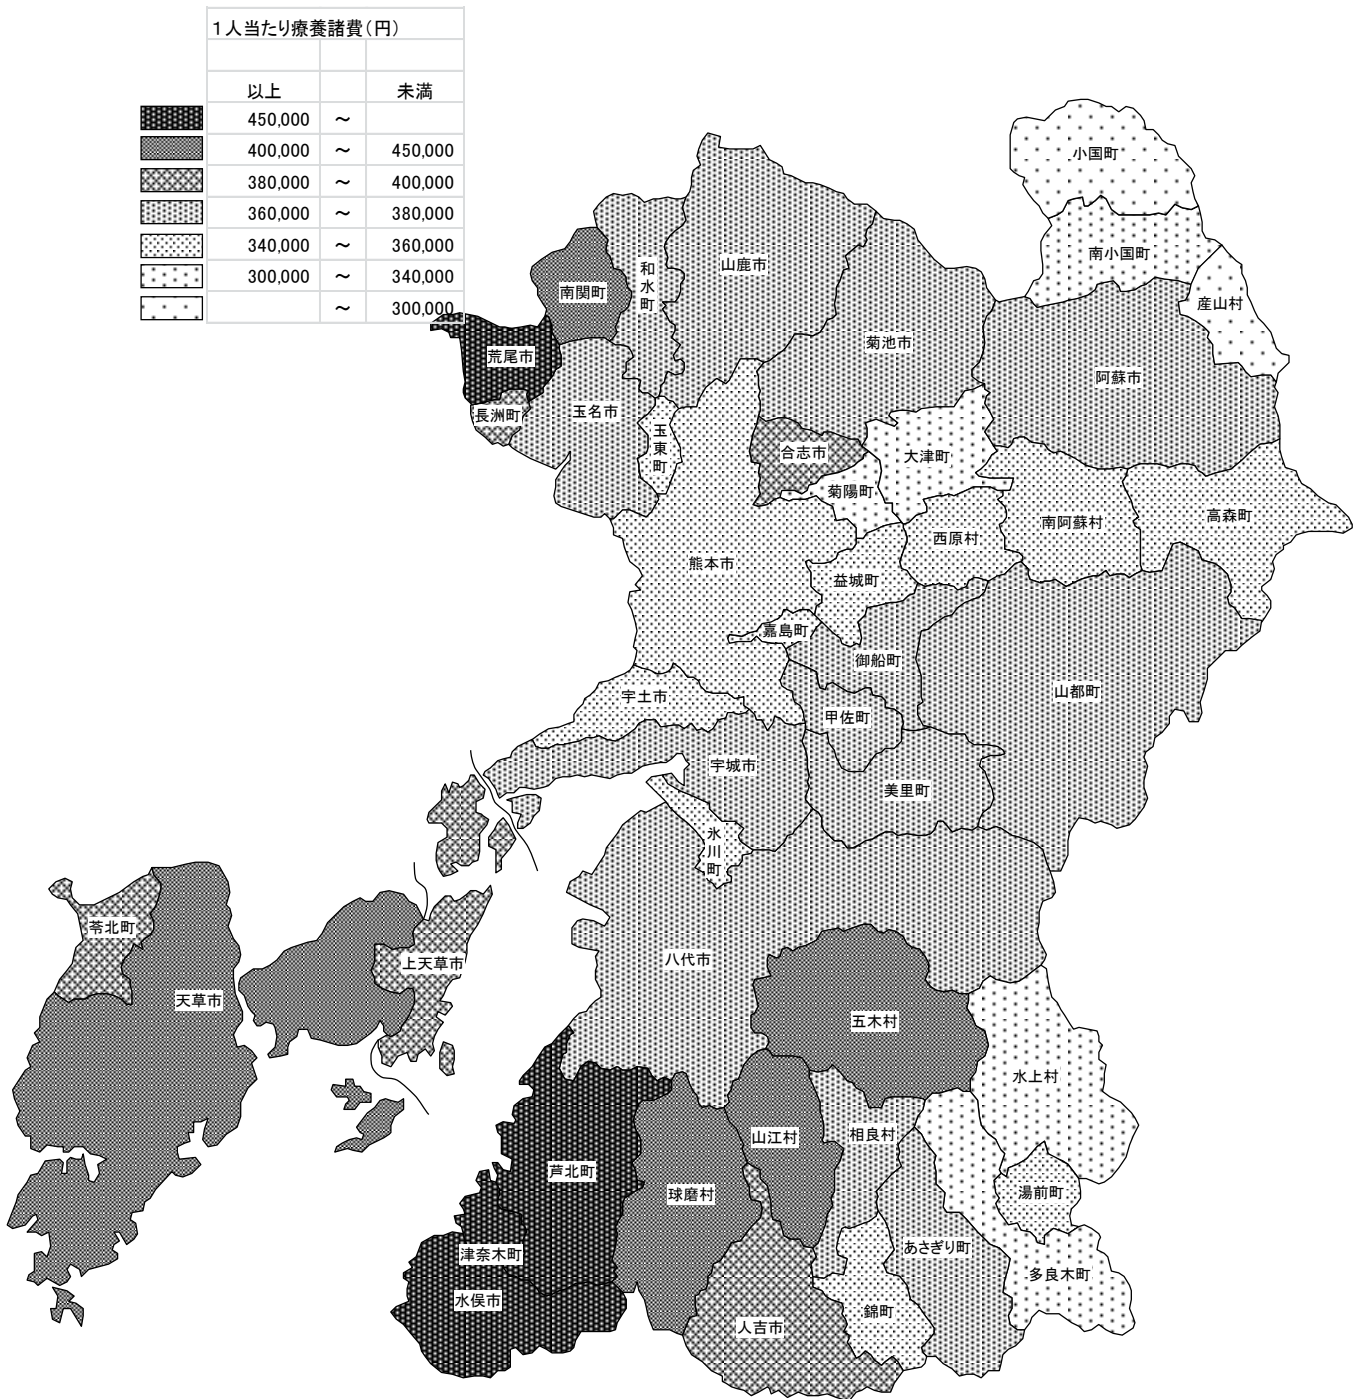 １人当たり療養諸費(円)
以上 未満
450,000 ～
400,000 ～ 450,000
380,000 ～ 400,000
360,000 ～ 380,000
340,000 ～ 360,000
300,000 ～ 340,000
～ 300,000
小国町
南小国町
産山村
山鹿市
和水町
南関町
荒尾市
長洲町
玉名市
玉東町
菊池市
阿蘇市
合志市
大津町
菊陽町
西原村
南阿蘇村
高森町
熊本市
益城町
嘉島町
御船町
山都町
宇土市
甲佐町
宇城市
美里町
氷川町
苓北町
上天草市
天草市
八代市
五木村
水上村
山江村
相良村
芦北町
球磨村
湯前町
津奈木町
あさぎり町
多良木町
水俣市
錦町
人吉市